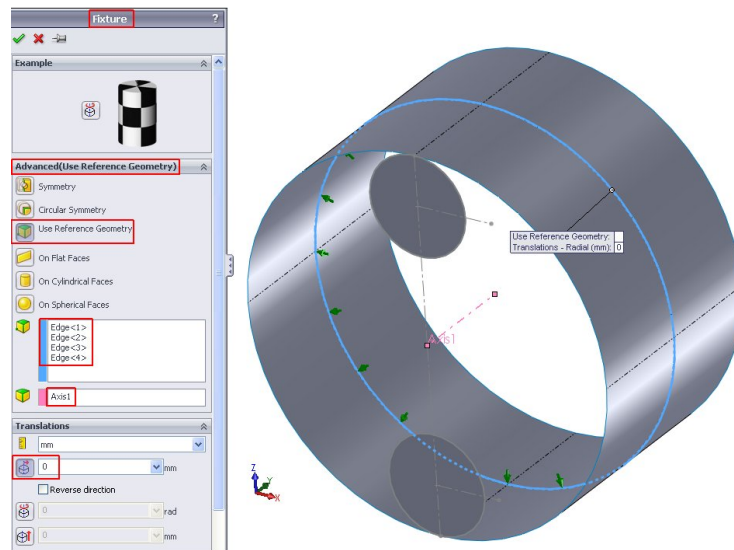 Fixture ?
Example
Advanced(Use Reference Geometry)
Symmetry
Circular Symmetry
Use Reference Geometry
On Flat Faces
On Cylindrical Faces
On Spherical Faces
Edge<1>
Edge<2>
Edge<3>
Edge<4>
Axis1
Translations
mm
0 mm
Reverse direction
0 rad
0 mm
Use Reference Geometry:
Translations - Radial (mm): 0
Axis1
Z
Y
X